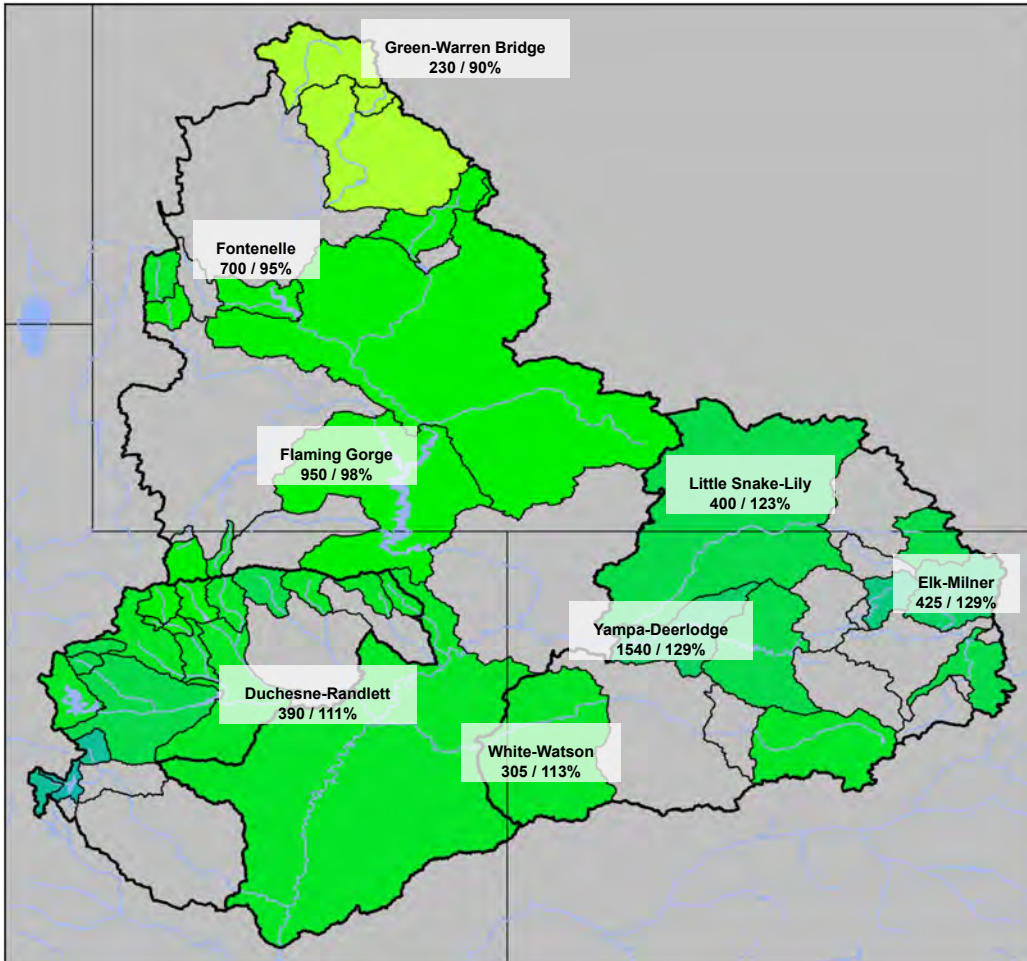 Green-Warren Bridge
230 / 90%
Fontenelle
700 / 95%
Flaming Gorge
950 / 98%
Little Snake-Lily
400 / 123%
Elk-Milner
425 / 129%
Yampa-Deerlodge
1540 / 129%
Duchesne-Randlett
390 / 111%
White-Watson
305 / 113%